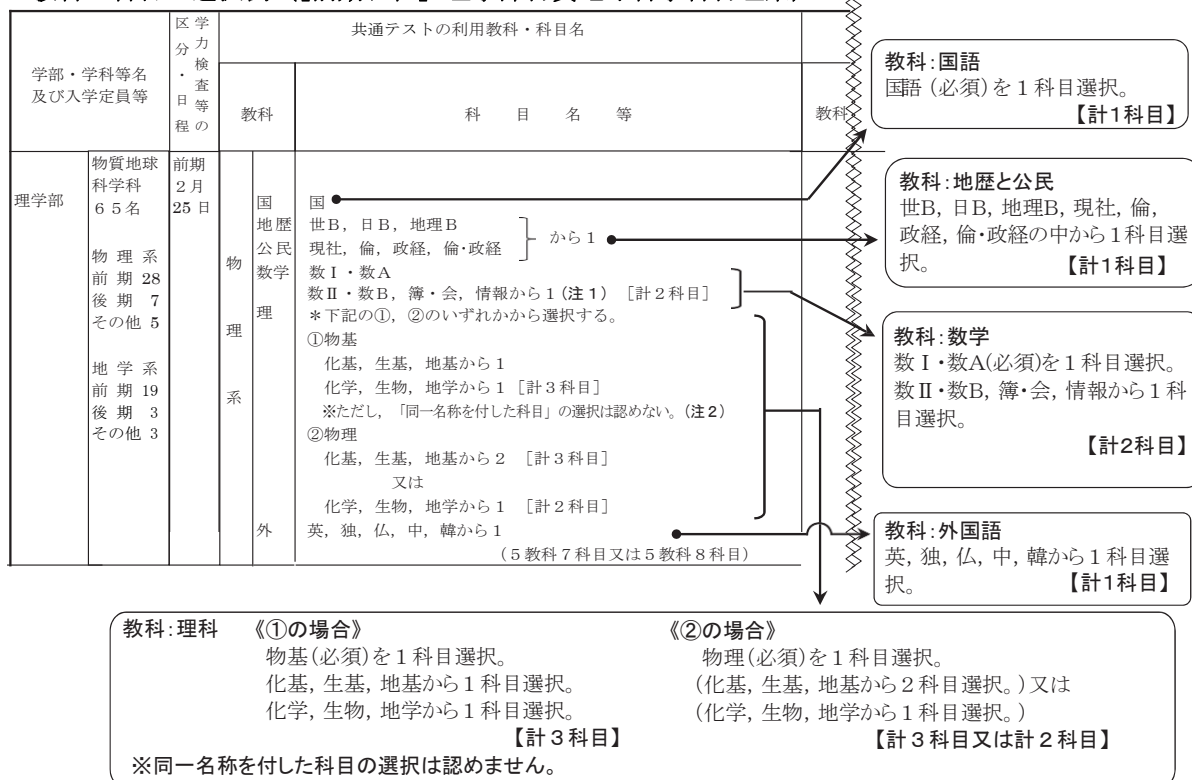 学力検査等の
区分・日程
共通テストの利用教科・科目名
学部・学科等名
及び入学定員等
教科
科 目 名 等
教科
理学部
物質地球
科学科
65名
物 理 系
前 期 28
後 期 7
その他 5
地 学 系
前 期 19
後 期 3
その他 3
前期
2月
25日
物 理 系
国
地歴
公民
数学
理
外
国
世B, 日B, 地理B
現社, 倫, 政経, 倫・政経
から1
数Ⅰ・数A
数Ⅱ・数B, 簿・会, 情報から1(注1) [計2科目]
*下記の①, ②のいずれかから選択する。
①物基
化基, 生基, 地基から1
化学, 生物, 地学から1 [計3科目]
※ただし, 「同一名称を付した科目」の選択は認めない。(注2)
②物理
化基, 生基, 地基から2 [計3科目]
又は
化学, 生物, 地学から1 [計2科目]
英, 独, 仏, 中, 韓から1
(5教科7科目又は5教科8科目)
教科:国語
国語(必須)を1科目選択。
【計1科目】
教科:地歴と公民
世B, 日B, 地理B, 現社, 倫,
政経, 倫・政経の中から1科目選
択。 【計1科目】
教科:数学
数Ⅰ・数A(必須)を1科目選択。
数Ⅱ・数B, 簿・会, 情報から1科
目選択。
【計2科目】
教科:外国語
英, 独, 仏, 中, 韓から1科目選
択。 【計1科目】
教科:理科 《①の場合》
物基(必須)を1科目選択。
化基, 生基, 地基から1科目選択。
化学, 生物, 地学から1科目選択。
【計3科目】
《②の場合》
物理(必須)を1科目選択。
(化基, 生基, 地基から2科目選択。)又は
(化学, 生物, 地学から1科目選択。)
【計3科目又は計2科目】
※同一名称を付した科目の選択は認めません。